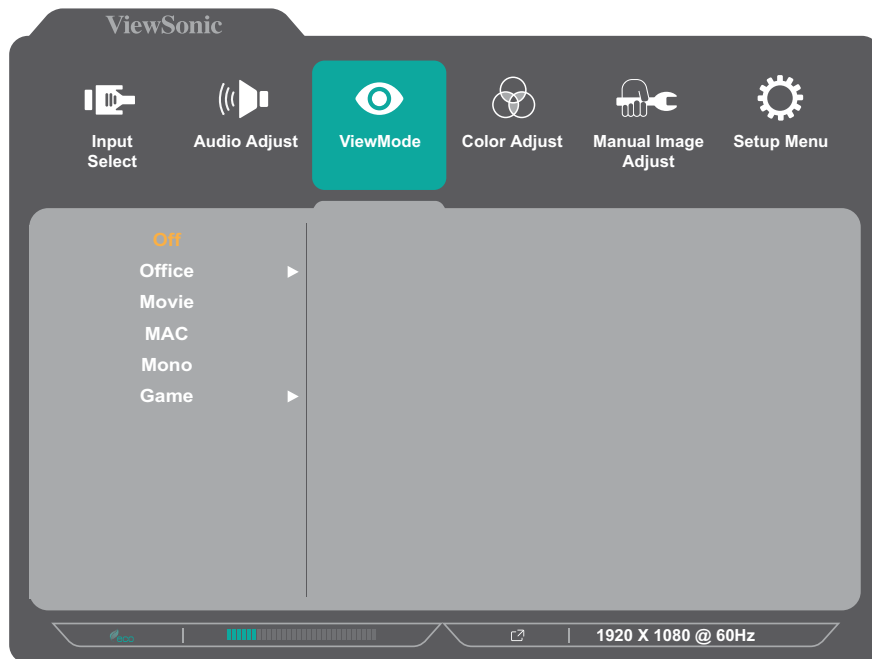 ViewSonic
Input Select
Audio Adjust
ViewMode
Color Adjust
Manual Image Adjust
Setup Menu
Off
Office
Movie
MAC
Mono
Game
eco
1920 X 1080 @ 60Hz